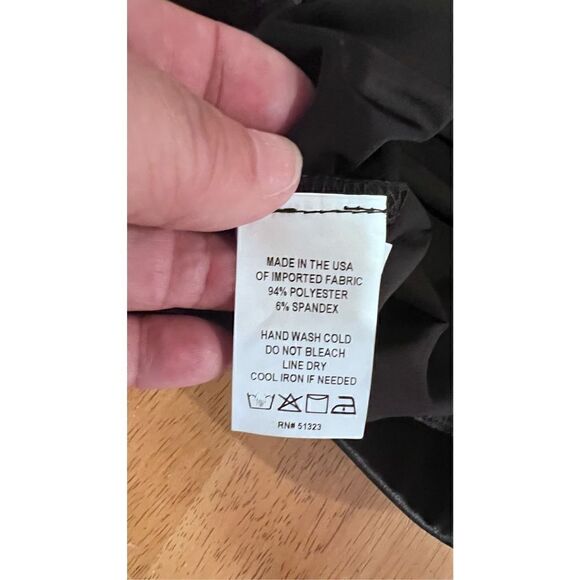 MADE IN THE USA
OF IMPORTED FABRIC
94% POLYESTER
6% SPANDEX
HAND WASH COLD
DO NOT BLEACH
LINE DRY
COOL IRON IF NEEDED
RN# 51323